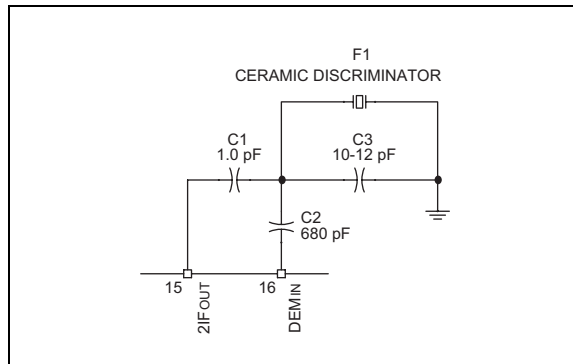 F1
CERAMIC DISCRIMINATOR
C1
1.0 pF
C3
10-12 pF
C2
680 pF
15
2IFOUT
16
DEMIN